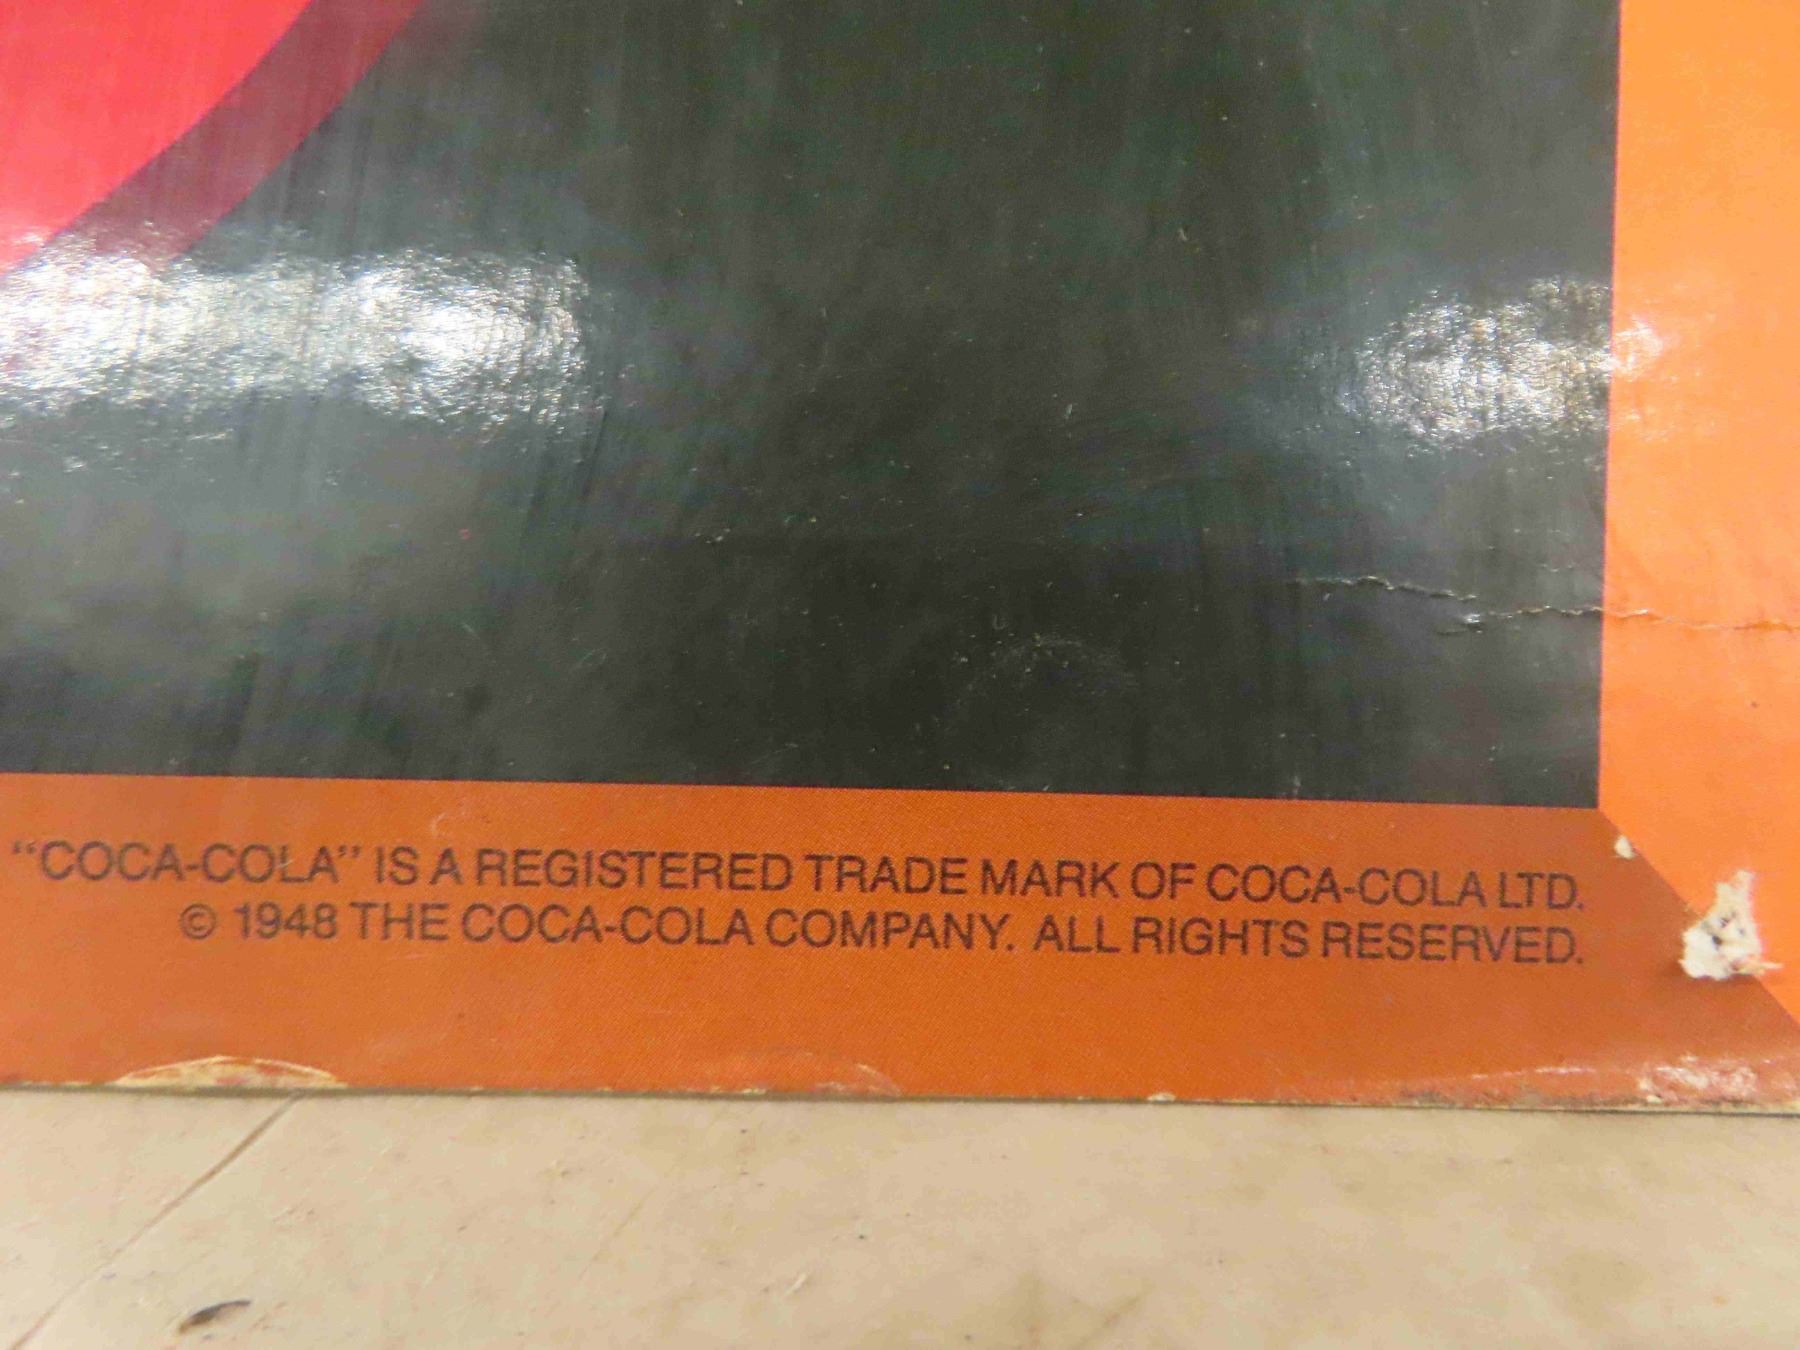 "COCA-COLA" IS A REGISTERED TRADE MARK OF COCA-COLA LTD.
© 1948 THE COCA-COLA COMPANY. ALL RIGHTS RESERVED.